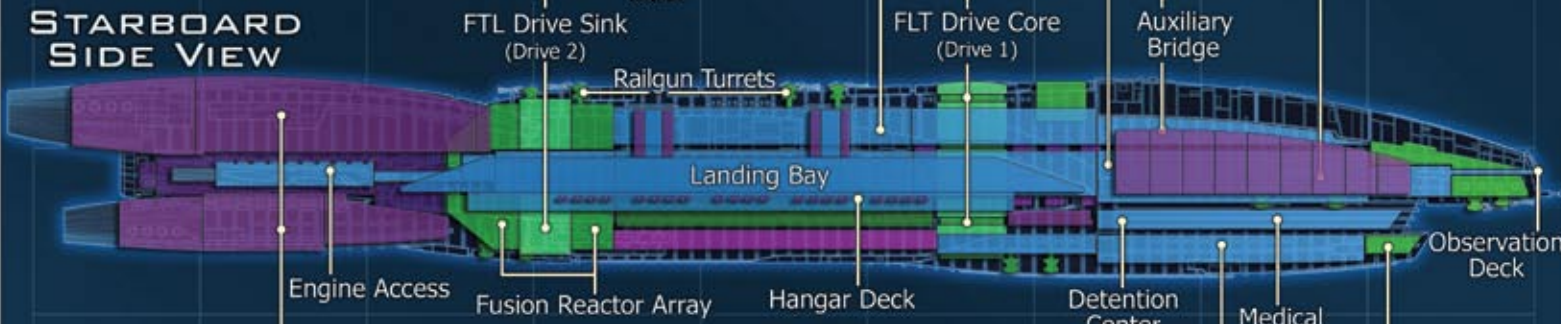 STARBOARD
SIDE VIEW
FTL Drive Sink
(Drive 2)
FLT Drive Core
(Drive 1)
Auxiliary
Bridge
Railgun Turrets
Landing Bay
Observation
Deck
Engine Access
Fusion Reactor Array
Hangar Deck
Detention
Center
Medical